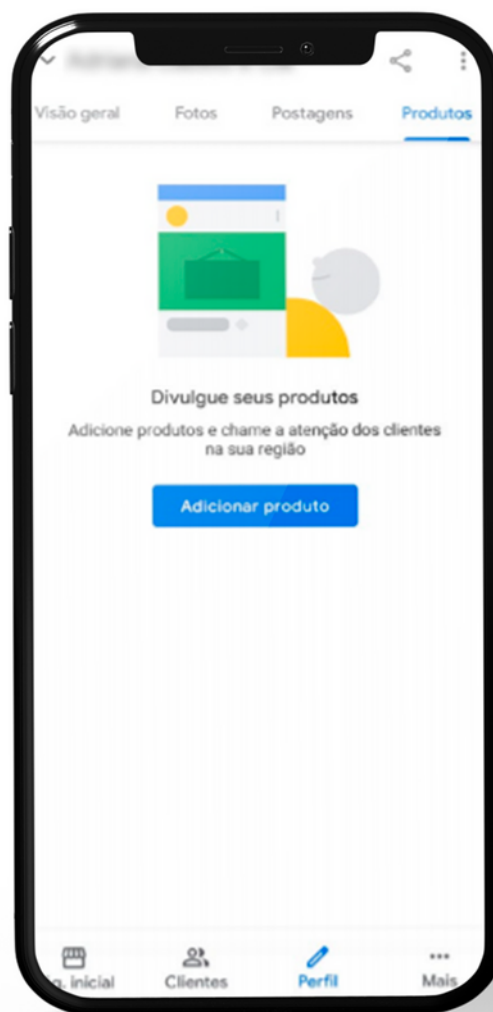 Visão geral Fotos Postagens Produtos
Divulgue seus produtos
Adicione produtos e chame a atenção dos clientes
na sua região
Adicionar produto
inicial Clientes Perfil Mais